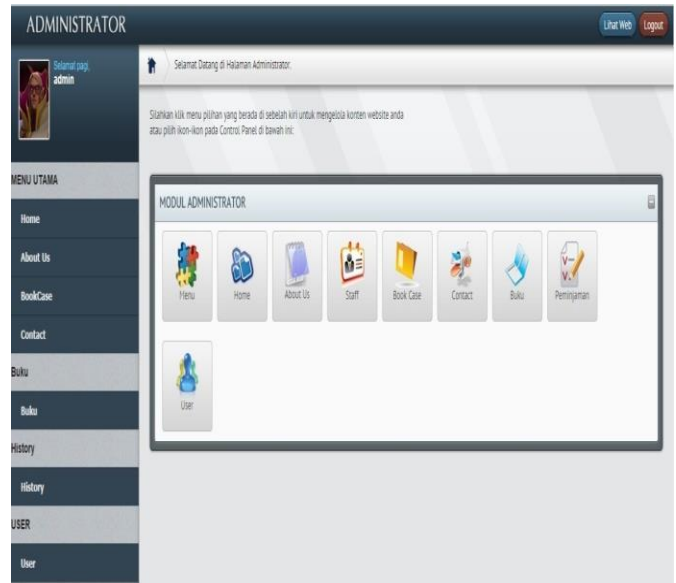 ADMINISTRATOR
Lihat Web
Logout
Selamat pagi,
admin
Selamat Datang di Halaman Administrator.
Silahkan klik menu pilihan yang berada di sebelah kiri untuk mengelola konten website anda
atau pilih ikon-ikon pada Control Panel di bawah ini:
MENU UTAMA
Home
About Us
BookCase
Contact
Buku
Buku
History
History
USER
User
MODUL ADMINISTRATOR
Menu
Home
About Us
Staff
Book Case
Contact
Buku
Peminjaman
User